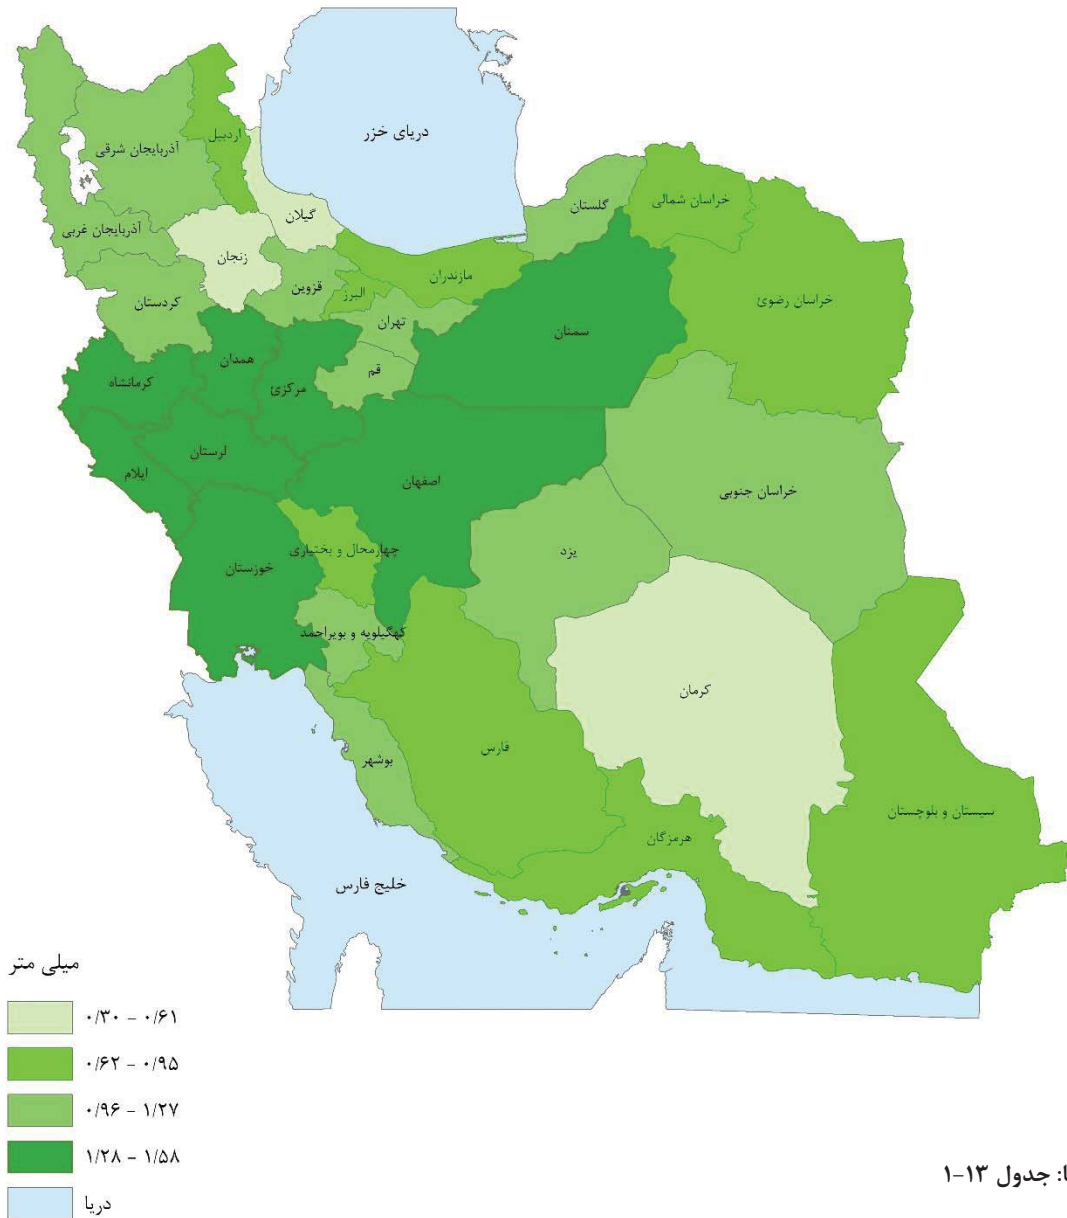 دریای خزر
اردبیل
آذربایجان شرقی
گیلان
گلستان
خراسان شمالی
آذربایجان غربی
زنجان
مازندران
قزوین
البرز
خراسان رضوئ
کردستان
تهران
سمنان
همدان
قم
کرمانشاه
مرکزئ
لرستان
ایلام
اصفهان
خراسان جنوبی
یزد
چهارمحال و بختیاری
خوزستان
کهگیلویه و بویراحمد
کرمان
فارس
بوشهر
سیستان و بلوچستان
هرمزگان
خلیج فارس
میلی متر
۰/۳۰ - ۰/۶۱
۰/۶۲ - ۰/۹۵
۰/۹۶ - ۱/۲۷
۱/۲۸ - ۱/۵۸
دریا
جدول ۱۳-۱